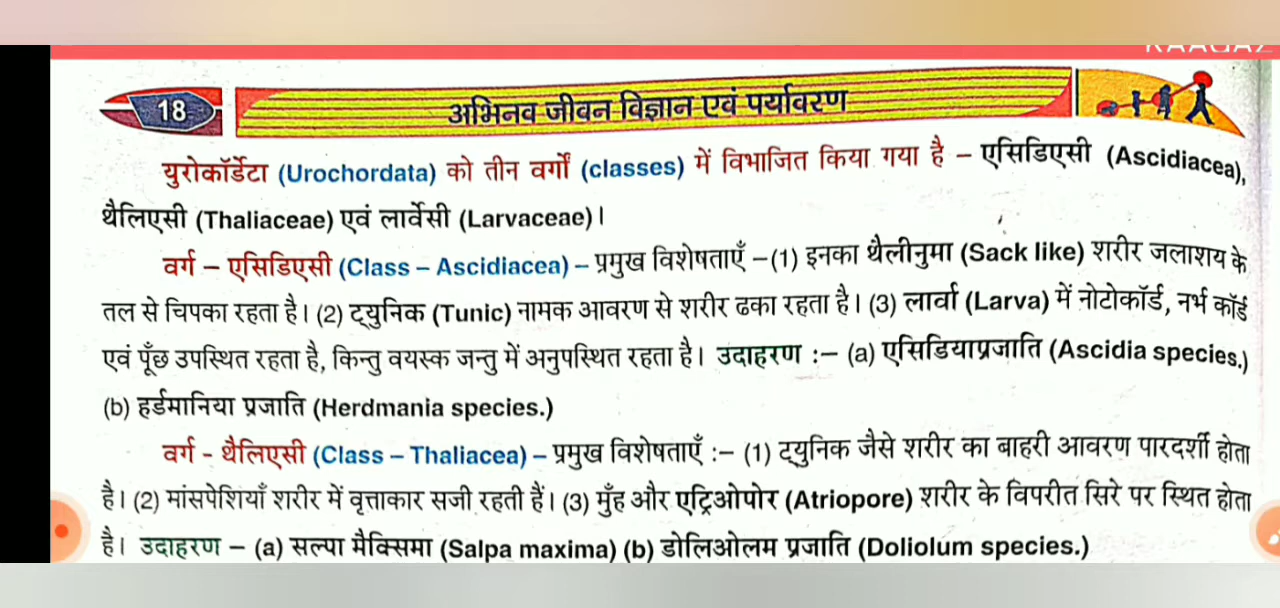 18
अभिनव जीवन विज्ञान एवं पर्यावरण
युरोकॉर्डेटा (Urochordata) को तीन वर्गों (classes) में विभाजित किया गया है – एसिडिएसी (Ascidiacea),
थैलिएसी (Thaliaceae) एवं लार्वेसी (Larvaceae)।
वर्ग – एसिडिएसी (Class – Ascidiacea) – प्रमुख विशेषताएँ –(1) इनका थैलीनुमा (Sack like) शरीर जलाशय के
तल से चिपका रहता है। (2) ट्युनिक (Tunic) नामक आवरण से शरीर ढका रहता है। (3) लार्वा (Larva) में नोटोकॉर्ड, नर्भ कॉर्ड
एवं पूँछ उपस्थित रहता है, किन्तु वयस्क जन्तु में अनुपस्थित रहता है। उदाहरण :– (a) एसिडियाप्रजाति (Ascidia species.)
(b) हर्डमानिया प्रजाति (Herdmania species.)
वर्ग - थैलिएसी (Class – Thaliacea) – प्रमुख विशेषताएँ :– (1) ट्युनिक जैसे शरीर का बाहरी आवरण पारदर्शी होता
है। (2) मांसपेशियाँ शरीर में वृत्ताकार सजी रहती हैं। (3) मुँह और एट्रिओपोर (Atriopore) शरीर के विपरीत सिरे पर स्थित होता
है। उदाहरण – (a) सल्पा मैक्सिमा (Salpa maxima) (b) डोलिओलम प्रजाति (Doliolum species.)